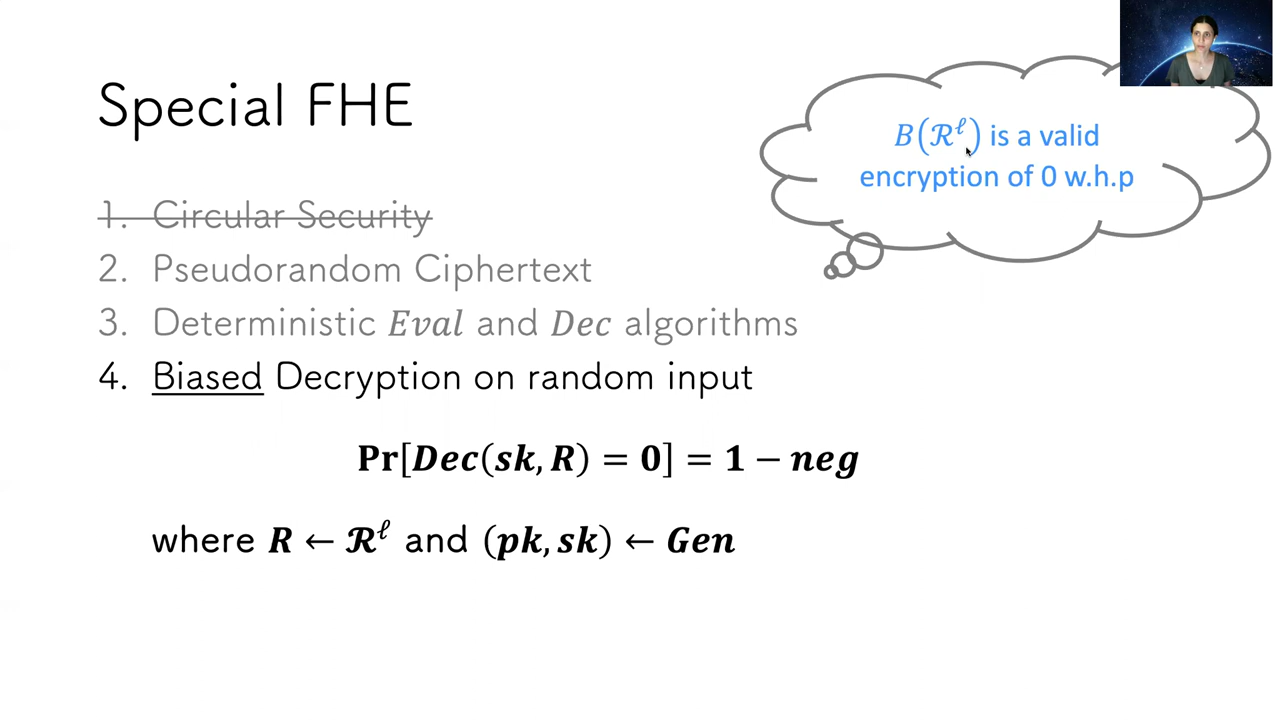 Special FHE
B(ℛ^ℓ) is a valid
encryption of 0 w.h.p
1. Circular Security
2. Pseudorandom Ciphertext
3. Deterministic Eval and Dec algorithms
4. Biased Decryption on random input
Pr[Dec(sk, R) = 0] = 1 − neg
where R ← ℛ^ℓ and (pk, sk) ← Gen